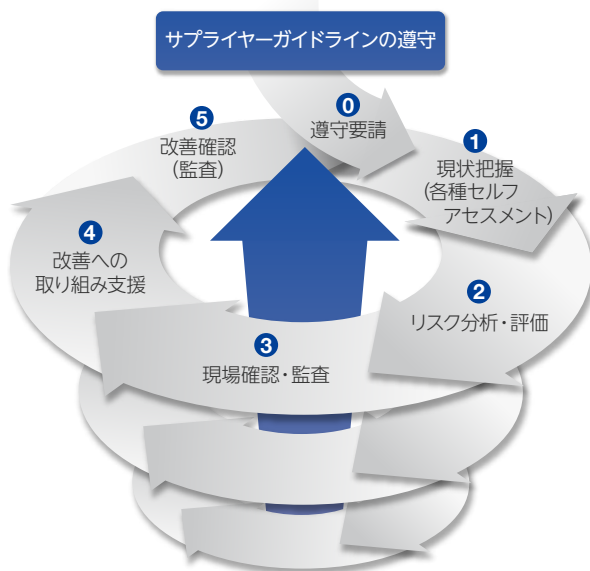 サプライヤーガイドラインの遵守
0
遵守要請
1
現状把握
(各種セルフ
アセスメント)
2
リスク分析・評価
3
現場確認・監査
4
改善への
取り組み支援
5
改善確認
(監査)